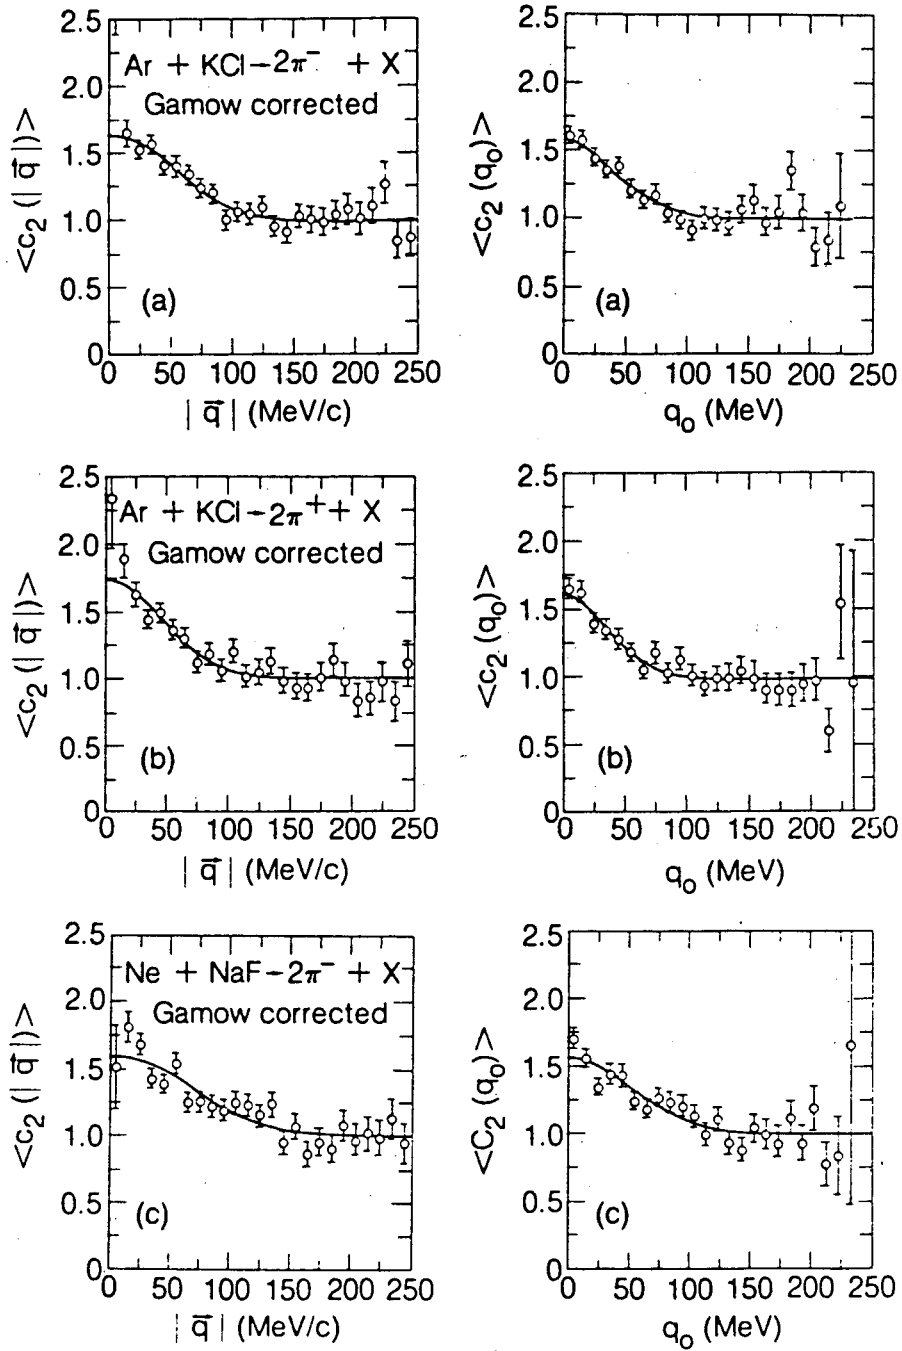 2.5
2.0
1.5
1.0
0.5
0
<c₂ (|q⃗|)>
Ar + KCl – 2π⁻ + X
Gamow corrected
(a)
0 50 100 150 200 250
|q⃗| (MeV/c)
2.5
2.0
1.5
1.0
0.5
0
<c₂ (q₀)>
(a)
0 50 100 150 200 250
q₀ (MeV)
2.5
2.0
1.5
1.0
0.5
0
<c₂ (|q⃗|)>
Ar + KCl – 2π⁺ + X
Gamow corrected
(b)
0 50 100 150 200 250
|q⃗| (MeV/c)
2.5
2.0
1.5
1.0
0.5
0
<c₂ (q₀)>
(b)
0 50 100 150 200 250
q₀ (MeV)
2.5
2.0
1.5
1.0
0.5
0
<c₂ (|q⃗|)>
Ne + NaF – 2π⁻ + X
Gamow corrected
(c)
0 50 100 150 200 250
|q⃗| (MeV/c)
2.5
2.0
1.5
1.0
0.5
0
<C₂ (q₀)>
(c)
0 50 100 150 200 250
q₀ (MeV)